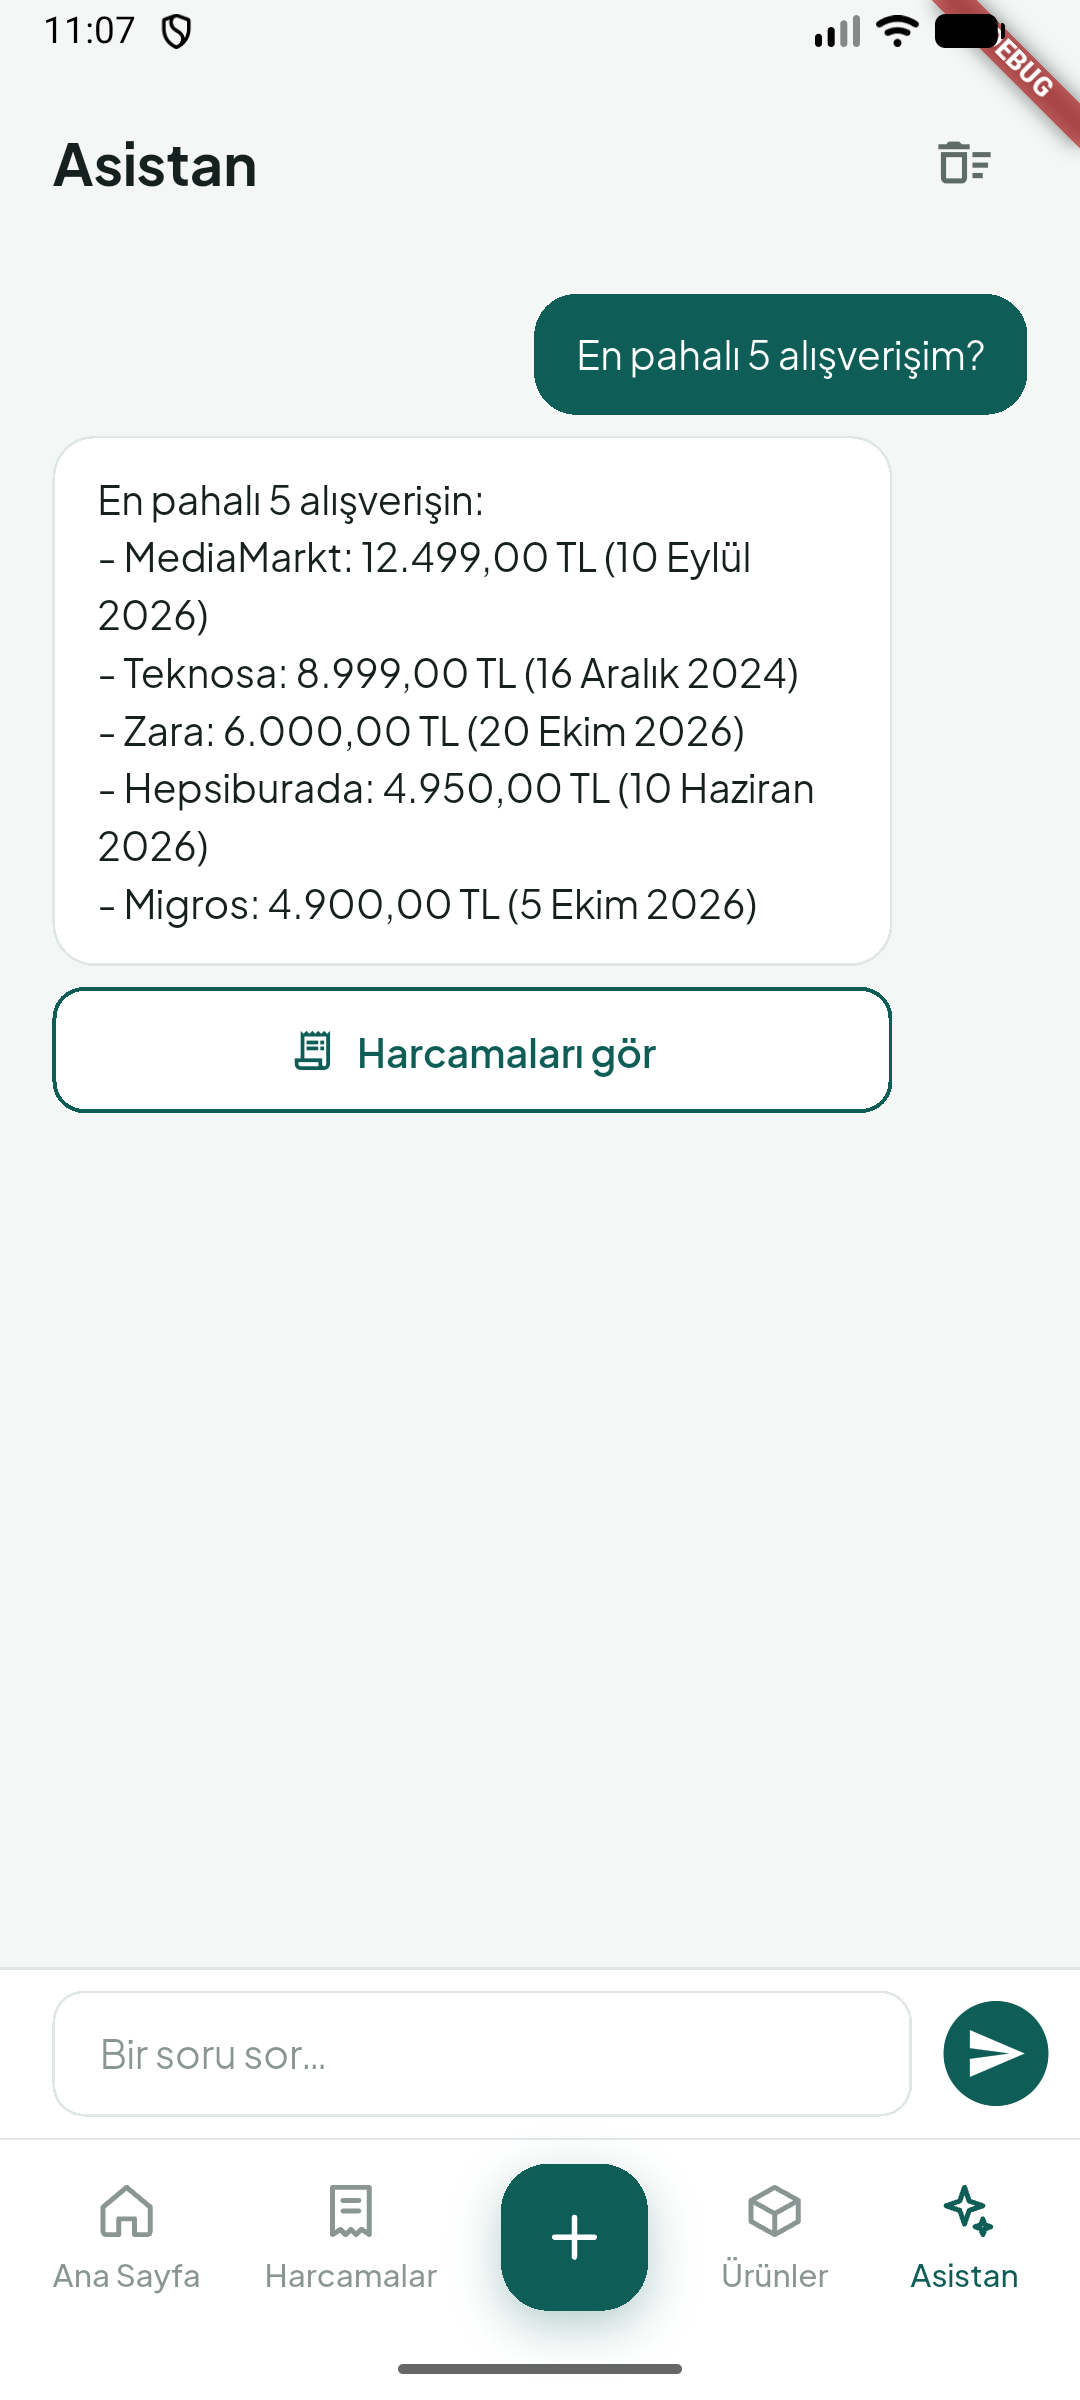 11:07
EBUG
Asistan
En pahalı 5 alışverişim?
En pahalı 5 alışverişin:
- MediaMarkt: 12.499,00 TL (10 Eylül
2026)
- Teknosa: 8.999,00 TL (16 Aralık 2024)
- Zara: 6.000,00 TL (20 Ekim 2026)
- Hepsiburada: 4.950,00 TL (10 Haziran
2026)
- Migros: 4.900,00 TL (5 Ekim 2026)
Harcamaları gör
Bir soru sor...
Ana Sayfa
Harcamalar
Ürünler
Asistan